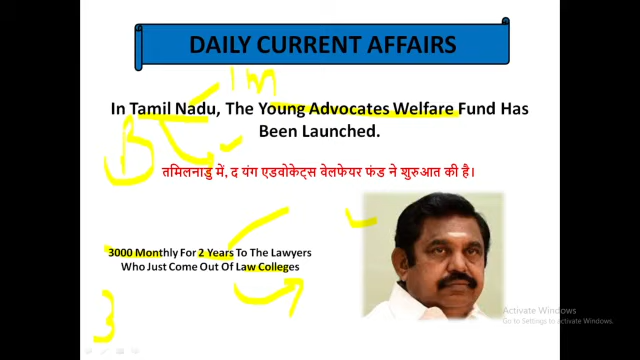 DAILY CURRENT AFFAIRS
In Tamil Nadu, The Young Advocates Welfare Fund Has
Been Launched.
तमिलनाडु में, द यंग एडवोकेट्स वेलफेयर फंड ने शुरुआत की है।
3000 Monthly For 2 Years To The Lawyers
Who Just Come Out Of Law Colleges
Activate Windows
Go to Settings to activate Windows.